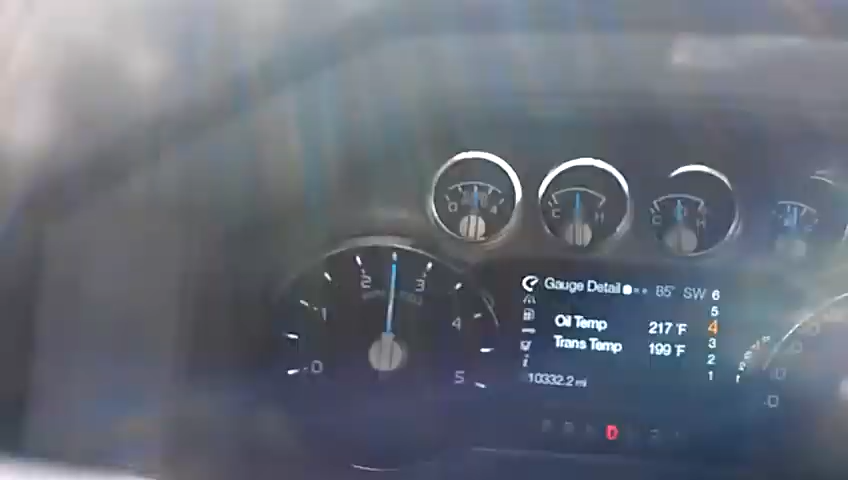 Gauge Detail 85° SW
Oil Temp 217 °F
Trans Temp 199 °F
10332.2 mi
6
5
4
3
2
1
D
0
1
2
3
4
5
C H
C H